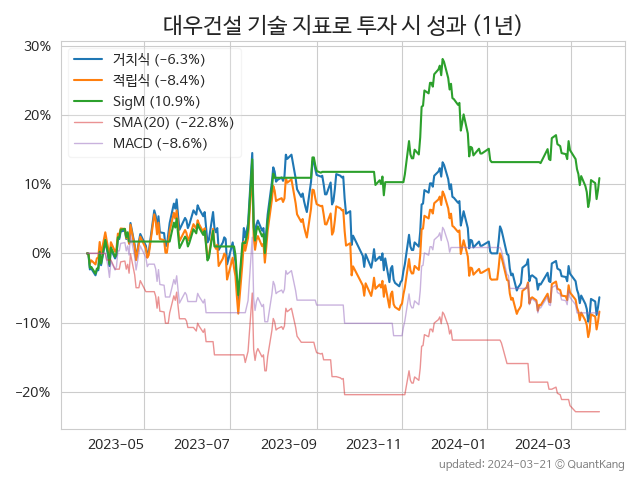 대우건설 기술 지표로 투자 시 성과 (1년)
30%
20%
10%
0%
−10%
−20%
거치식 (−6.3%)
적립식 (−8.4%)
SigM (10.9%)
SMA(20) (−22.8%)
MACD (−8.6%)
2023-05 2023-07 2023-09 2023-11 2024-01 2024-03
updated: 2024-03-21 © QuantKang